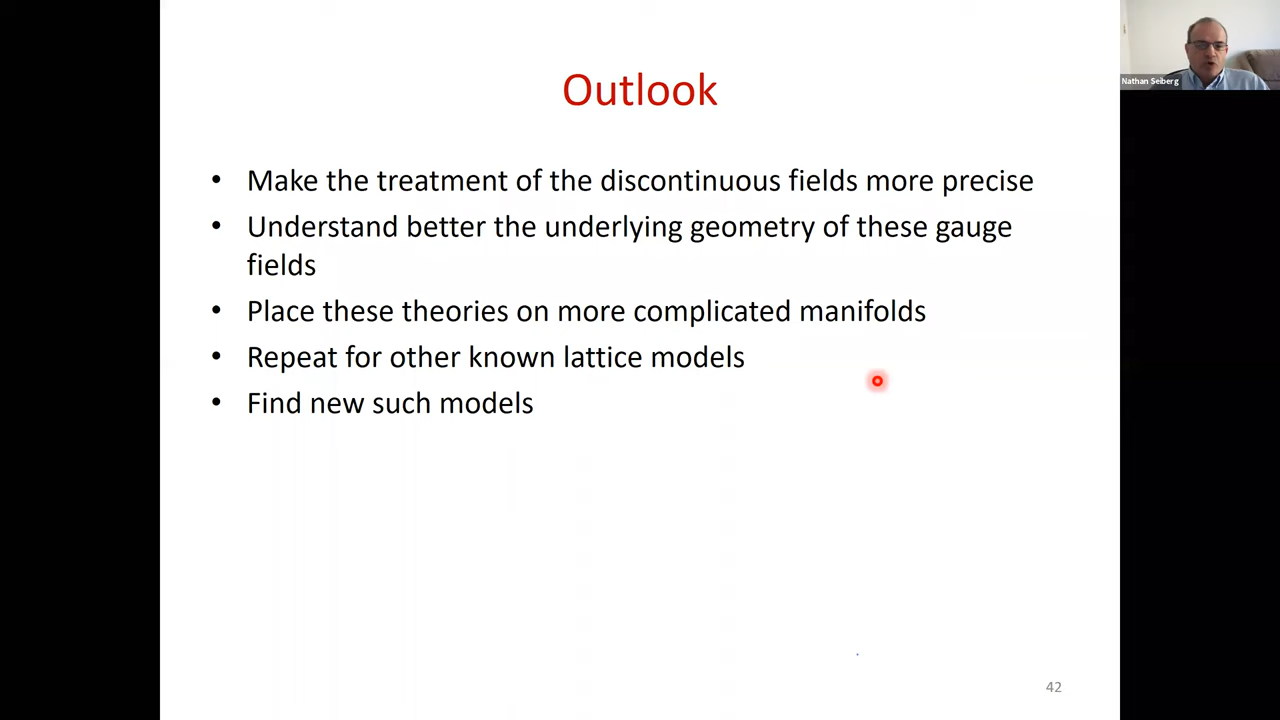 Outlook
Nathan Seiberg
• Make the treatment of the discontinuous fields more precise
• Understand better the underlying geometry of these gauge
fields
• Place these theories on more complicated manifolds
• Repeat for other known lattice models
• Find new such models
42